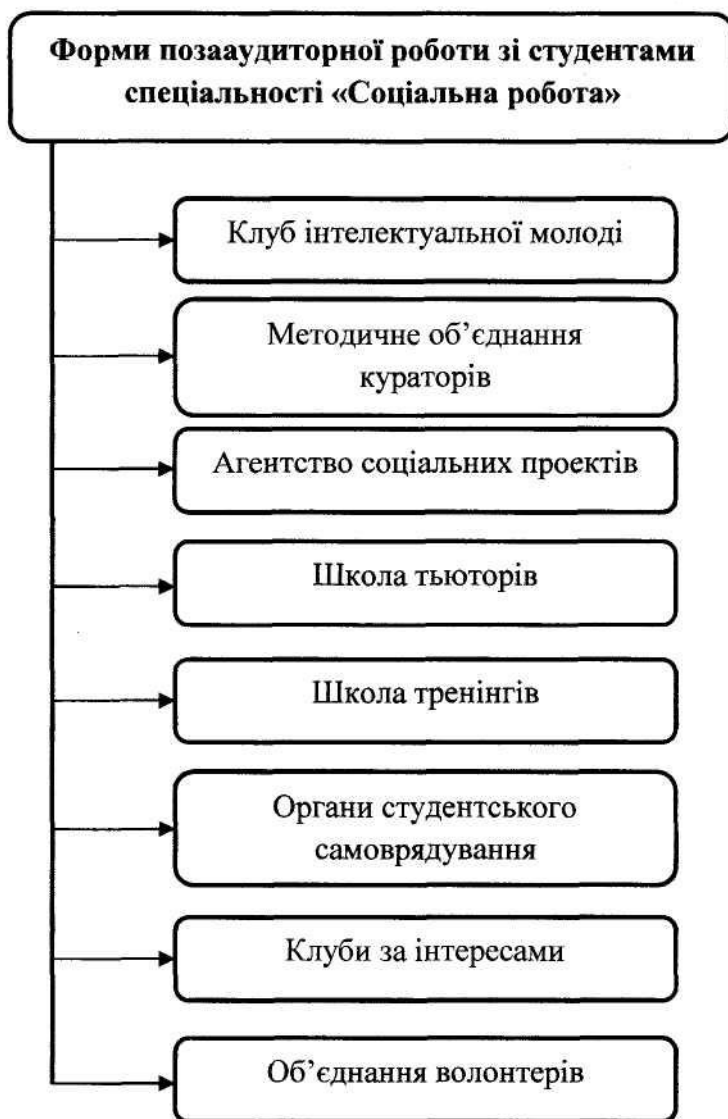 Форми позааудиторної роботи зі студентами
спеціальності «Соціальна робота»
Клуб інтелектуальної молоді
Методичне об’єднання
кураторів
Агентство соціальних проектів
Школа тьюторів
Школа тренінгів
Органи студентського
самоврядування
Клуби за інтересами
Об’єднання волонтерів